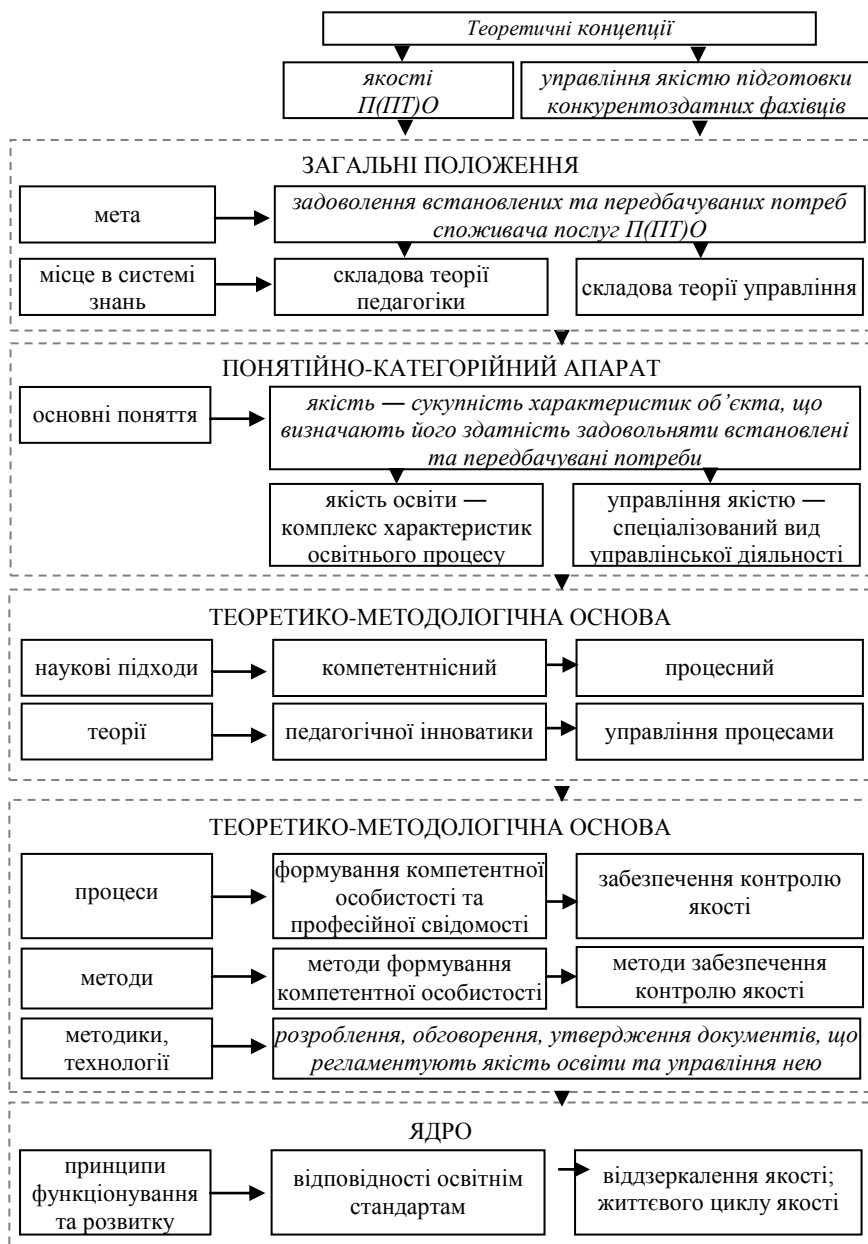 Теоретичні концепції
якості
П(ПТ)О
управління якістю підготовки
конкурентоздатних фахівців
ЗАГАЛЬНІ ПОЛОЖЕННЯ
мета
задоволення встановлених та передбачуваних потреб
споживача послуг П(ПТ)О
місце в системі
знань
складова теорії
педагогіки
складова теорії управління
ПОНЯТІЙНО-КАТЕГОРІЙНИЙ АПАРАТ
основні поняття
якість — сукупність характеристик об’єкта, що
визначають його здатність задовольняти встановлені
та передбачувані потреби
якість освіти —
комплекс характеристик
освітнього процесу
управління якістю —
спеціалізований вид
управлінської діяльності
ТЕОРЕТИКО-МЕТОДОЛОГІЧНА ОСНОВА
наукові підходи
компетентнісний
процесний
теорії
педагогічної інноватики
управління процесами
ТЕОРЕТИКО-МЕТОДОЛОГІЧНА ОСНОВА
процеси
формування компетентної
особистості та
професійної свідомості
забезпечення контролю
якості
методи
методи формування
компетентної особистості
методи забезпечення
контролю якості
методики,
технології
розроблення, обговорення, утвердження документів, що
регламентують якість освіти та управління нею
ЯДРО
принципи
функціонування
та розвитку
відповідності освітнім
стандартам
віддзеркалення якості;
життєвого циклу якості